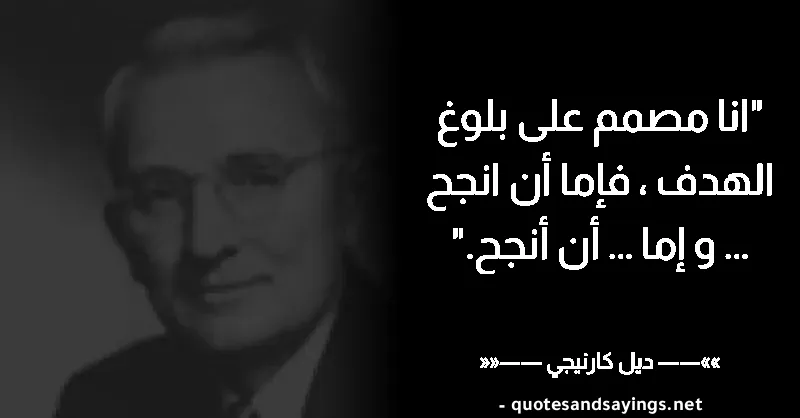 "انا مصمم على بلوغ
الهدف ، فإما أن انجح
... و إما ... أن أنجح."
»»—— ديل كارنيجي ——««
- quotesandsayings.net